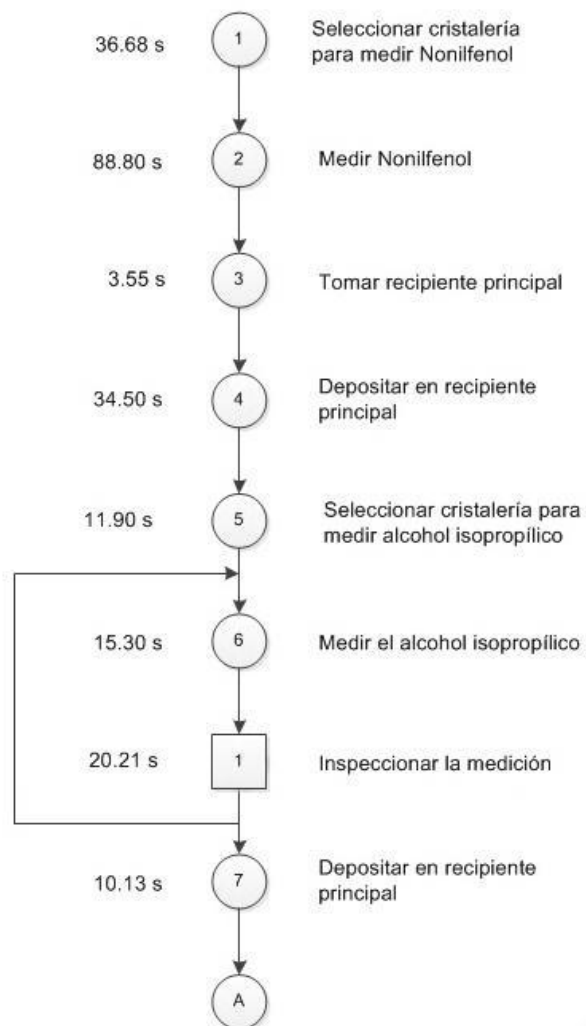 36.68 s
1
Seleccionar cristalería
para medir Nonilfenol
88.80 s
2
Medir Nonilfenol
3.55 s
3
Tomar recipiente principal
34.50 s
4
Depositar en recipiente
principal
11.90 s
5
Seleccionar cristalería para
medir alcohol isopropílico
15.30 s
6
Medir el alcohol isopropílico
20.21 s
1
Inspeccionar la medición
10.13 s
7
Depositar en recipiente
principal
A